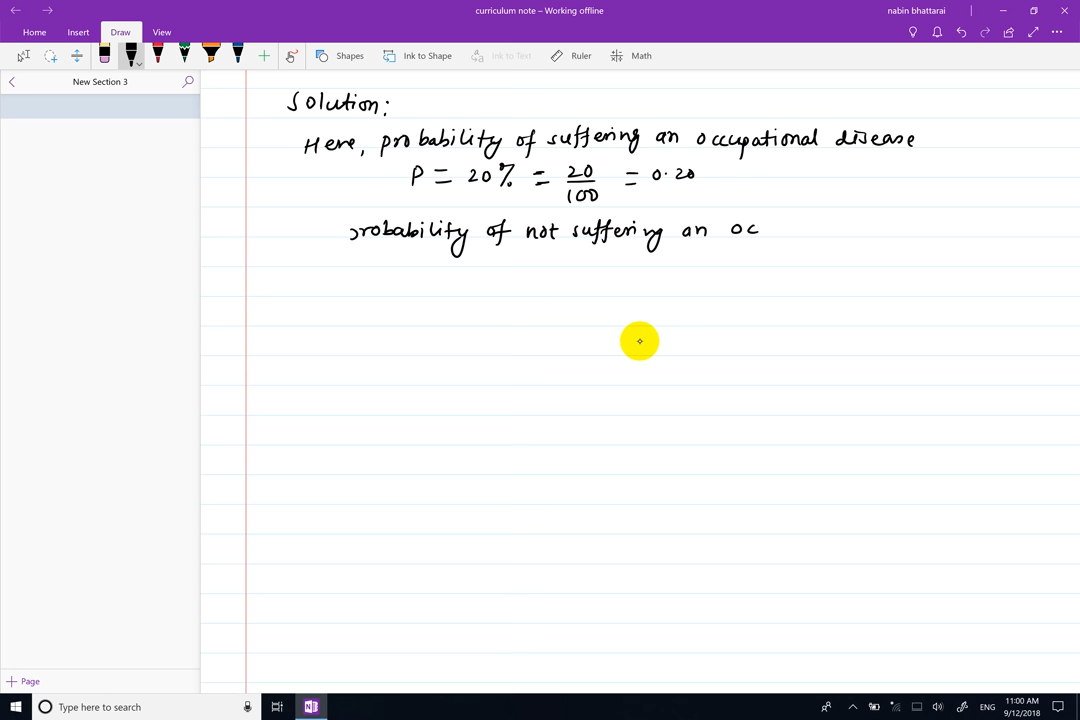 curriculum note – Working offline
nabin bhattarai
Home Insert Draw View
Shapes Ink to Shape Ink to Text Ruler Math
New Section 3
Solution:
Here, probability of suffering an occupational disease
P = 20% = 20/100 = 0.20
probability of not suffering an oc
+ Page
Type here to search
ENG
11:00 AM
9/12/2018